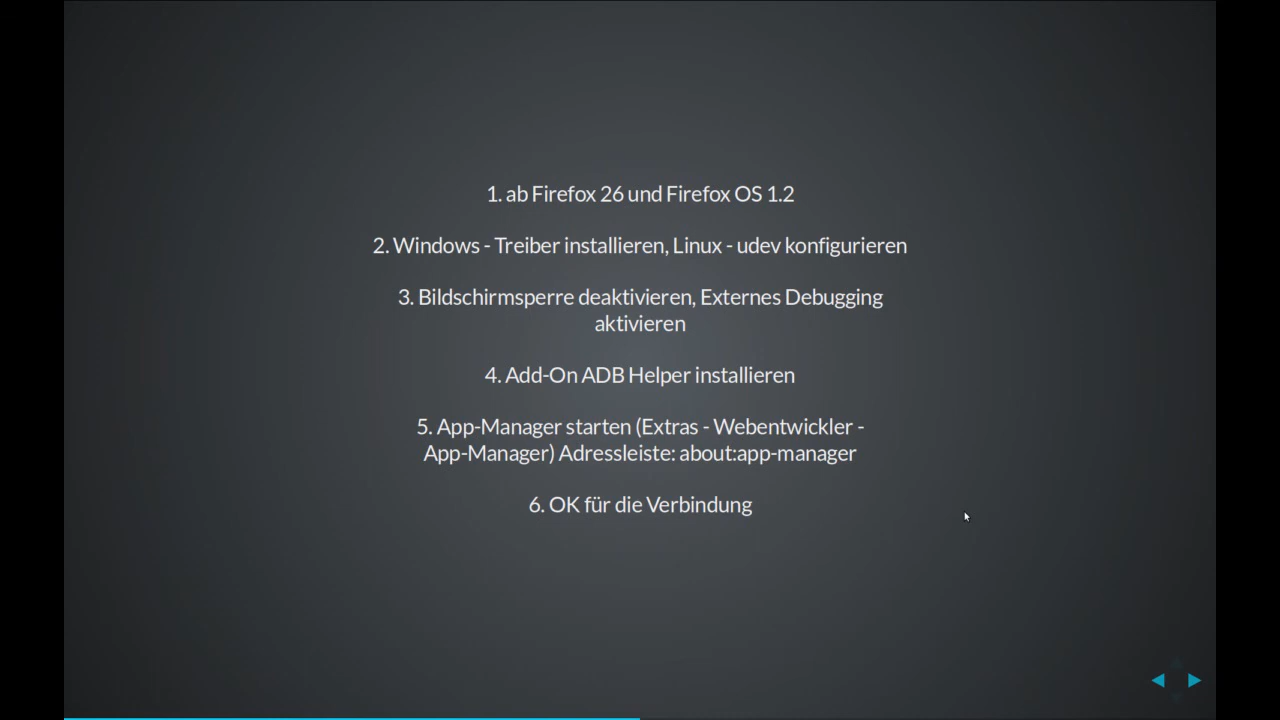 1. ab Firefox 26 und Firefox OS 1.2
2. Windows - Treiber installieren, Linux - udev konfigurieren
3. Bildschirmsperre deaktivieren, Externes Debugging
aktivieren
4. Add-On ADB Helper installieren
5. App-Manager starten (Extras - Webentwickler -
App-Manager) Adressleiste: about:app-manager
6. OK für die Verbindung